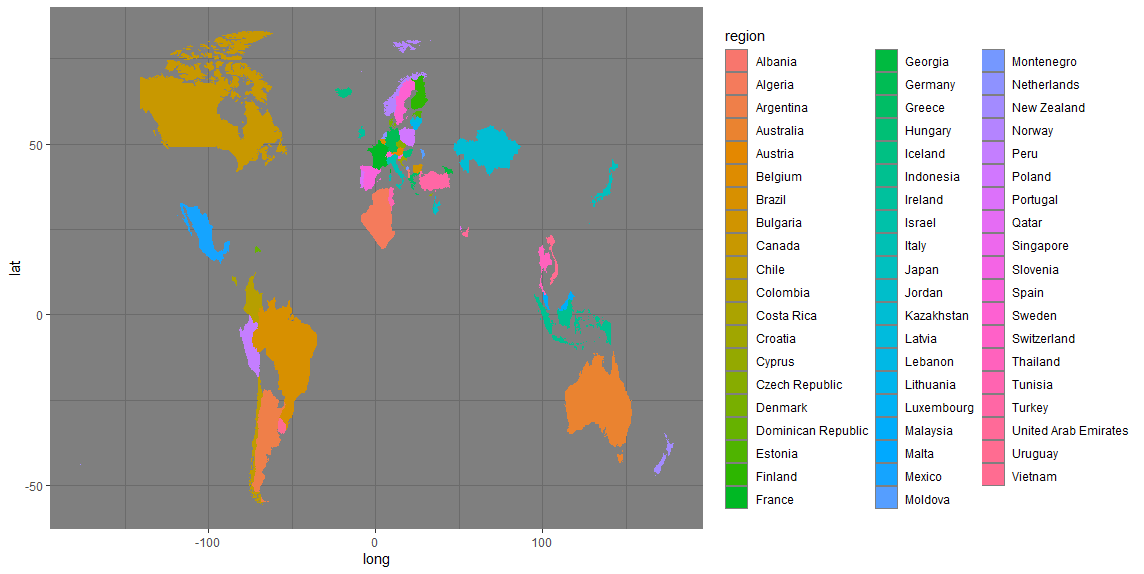 region
Albania
Algeria
Argentina
Australia
Austria
Belgium
Brazil
Bulgaria
Canada
Chile
Colombia
Costa Rica
Croatia
Cyprus
Czech Republic
Denmark
Dominican Republic
Estonia
Finland
France
Georgia
Germany
Greece
Hungary
Iceland
Indonesia
Ireland
Israel
Italy
Japan
Jordan
Kazakhstan
Latvia
Lebanon
Lithuania
Luxembourg
Malaysia
Malta
Mexico
Moldova
Montenegro
Netherlands
New Zealand
Norway
Peru
Poland
Portugal
Qatar
Singapore
Slovenia
Spain
Sweden
Switzerland
Thailand
Tunisia
Turkey
United Arab Emirates
Uruguay
Vietnam
lat
50
0
-50
-100
0
100
long